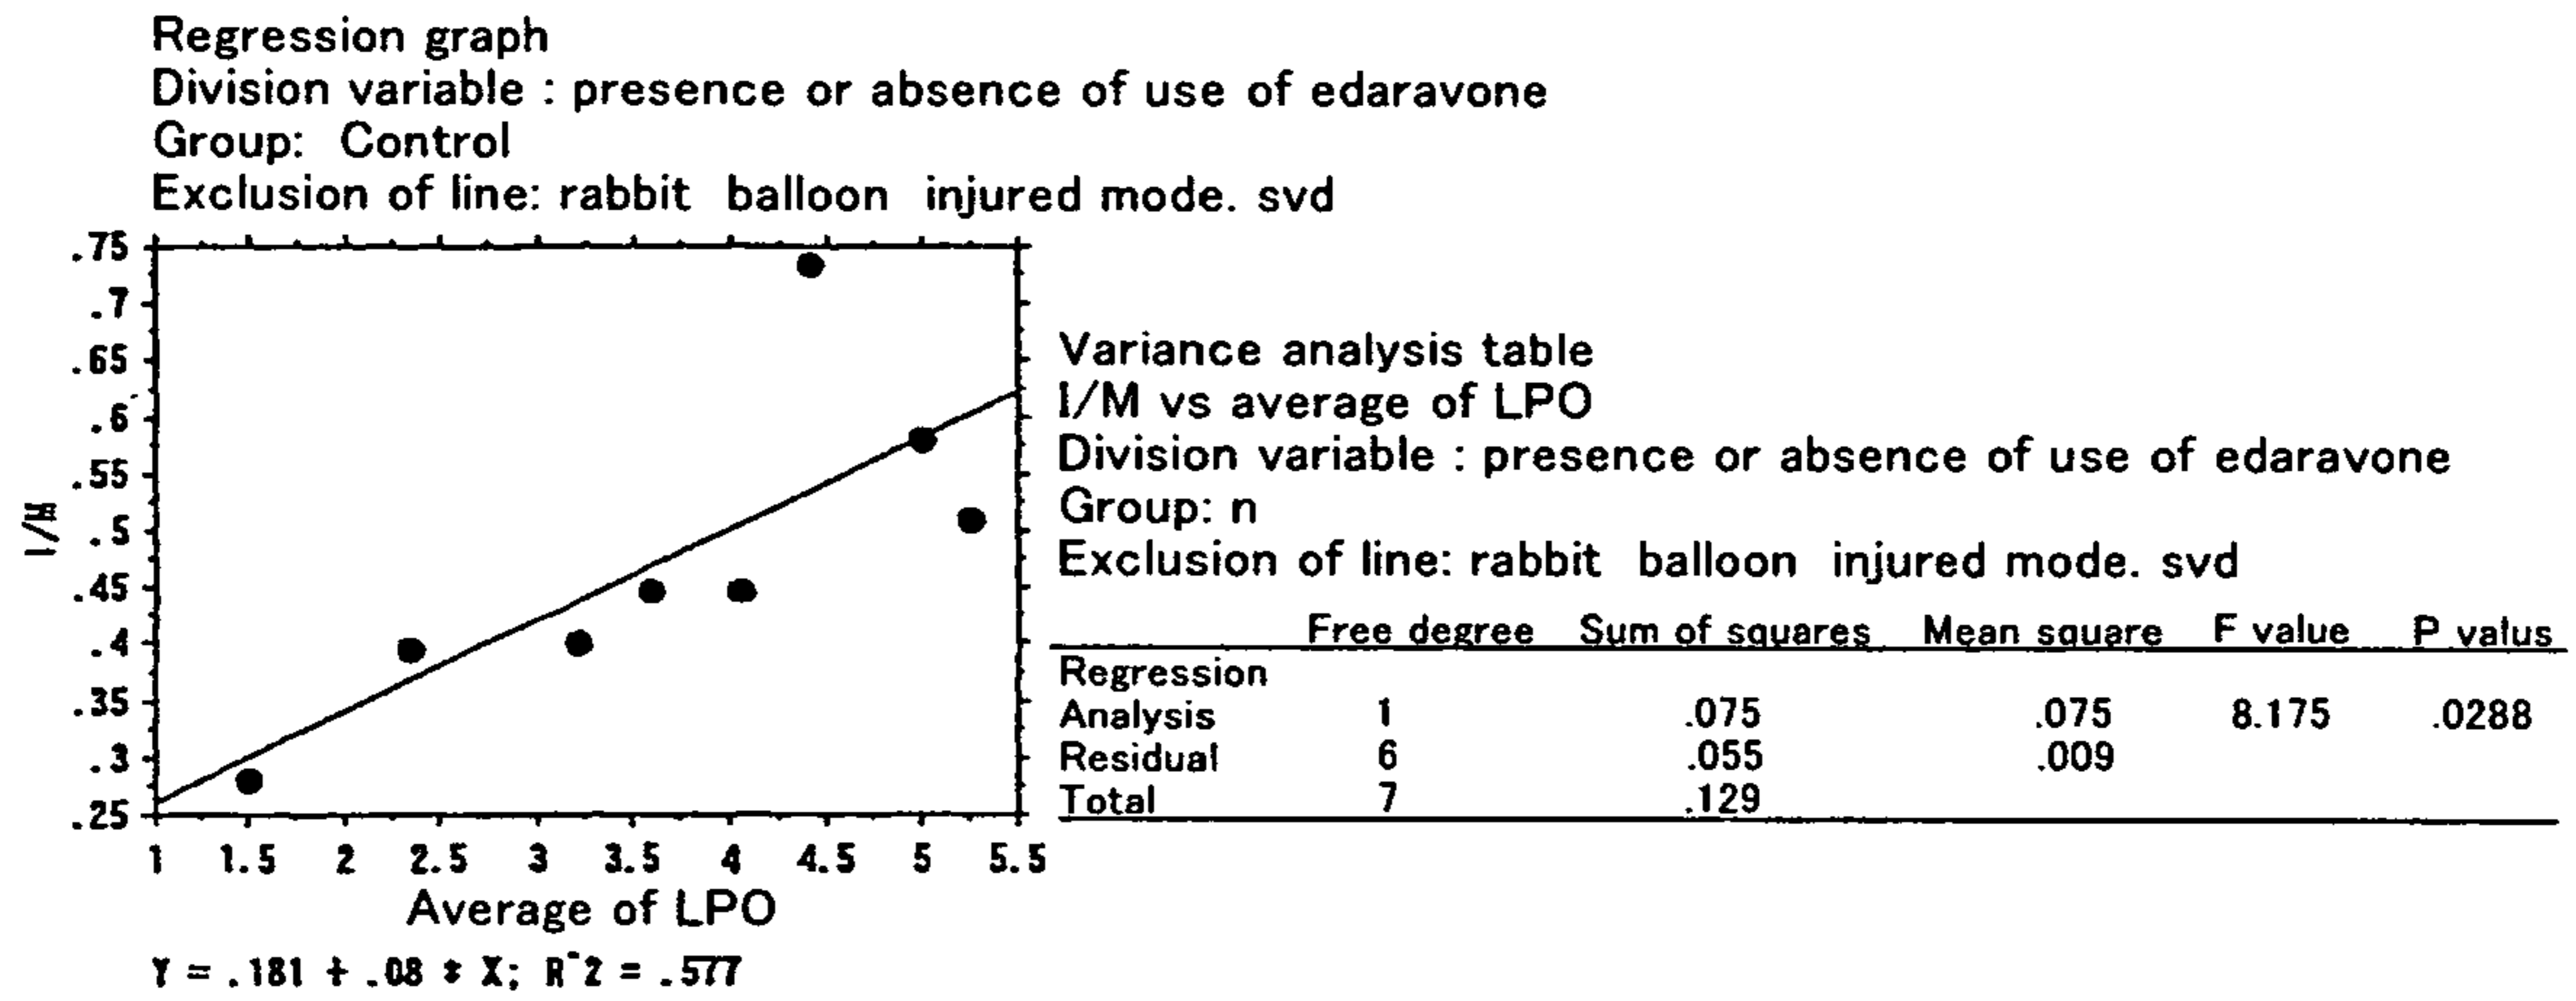 Regression graph
Division variable : presence or absence of use of edaravone
Group: Control
Exclusion of line: rabbit balloon injured mode. svd
.75
.7
.65
.6
.55
.5
.45
.4
.35
.3
.25
I/M
1 1.5 2 2.5 3 3.5 4 4.5 5 5.5
Average of LPO
Y = .181 + .08 * X; R^2 = .577
Variance analysis table
I/M vs average of LPO
Division variable : presence or absence of use of edaravone
Group: n
Exclusion of line: rabbit balloon injured mode. svd
Free degree Sum of squares Mean square F value P valus
Regression
Analysis 1 .075 .075 8.175 .0288
Residual 6 .055 .009
Total 7 .129